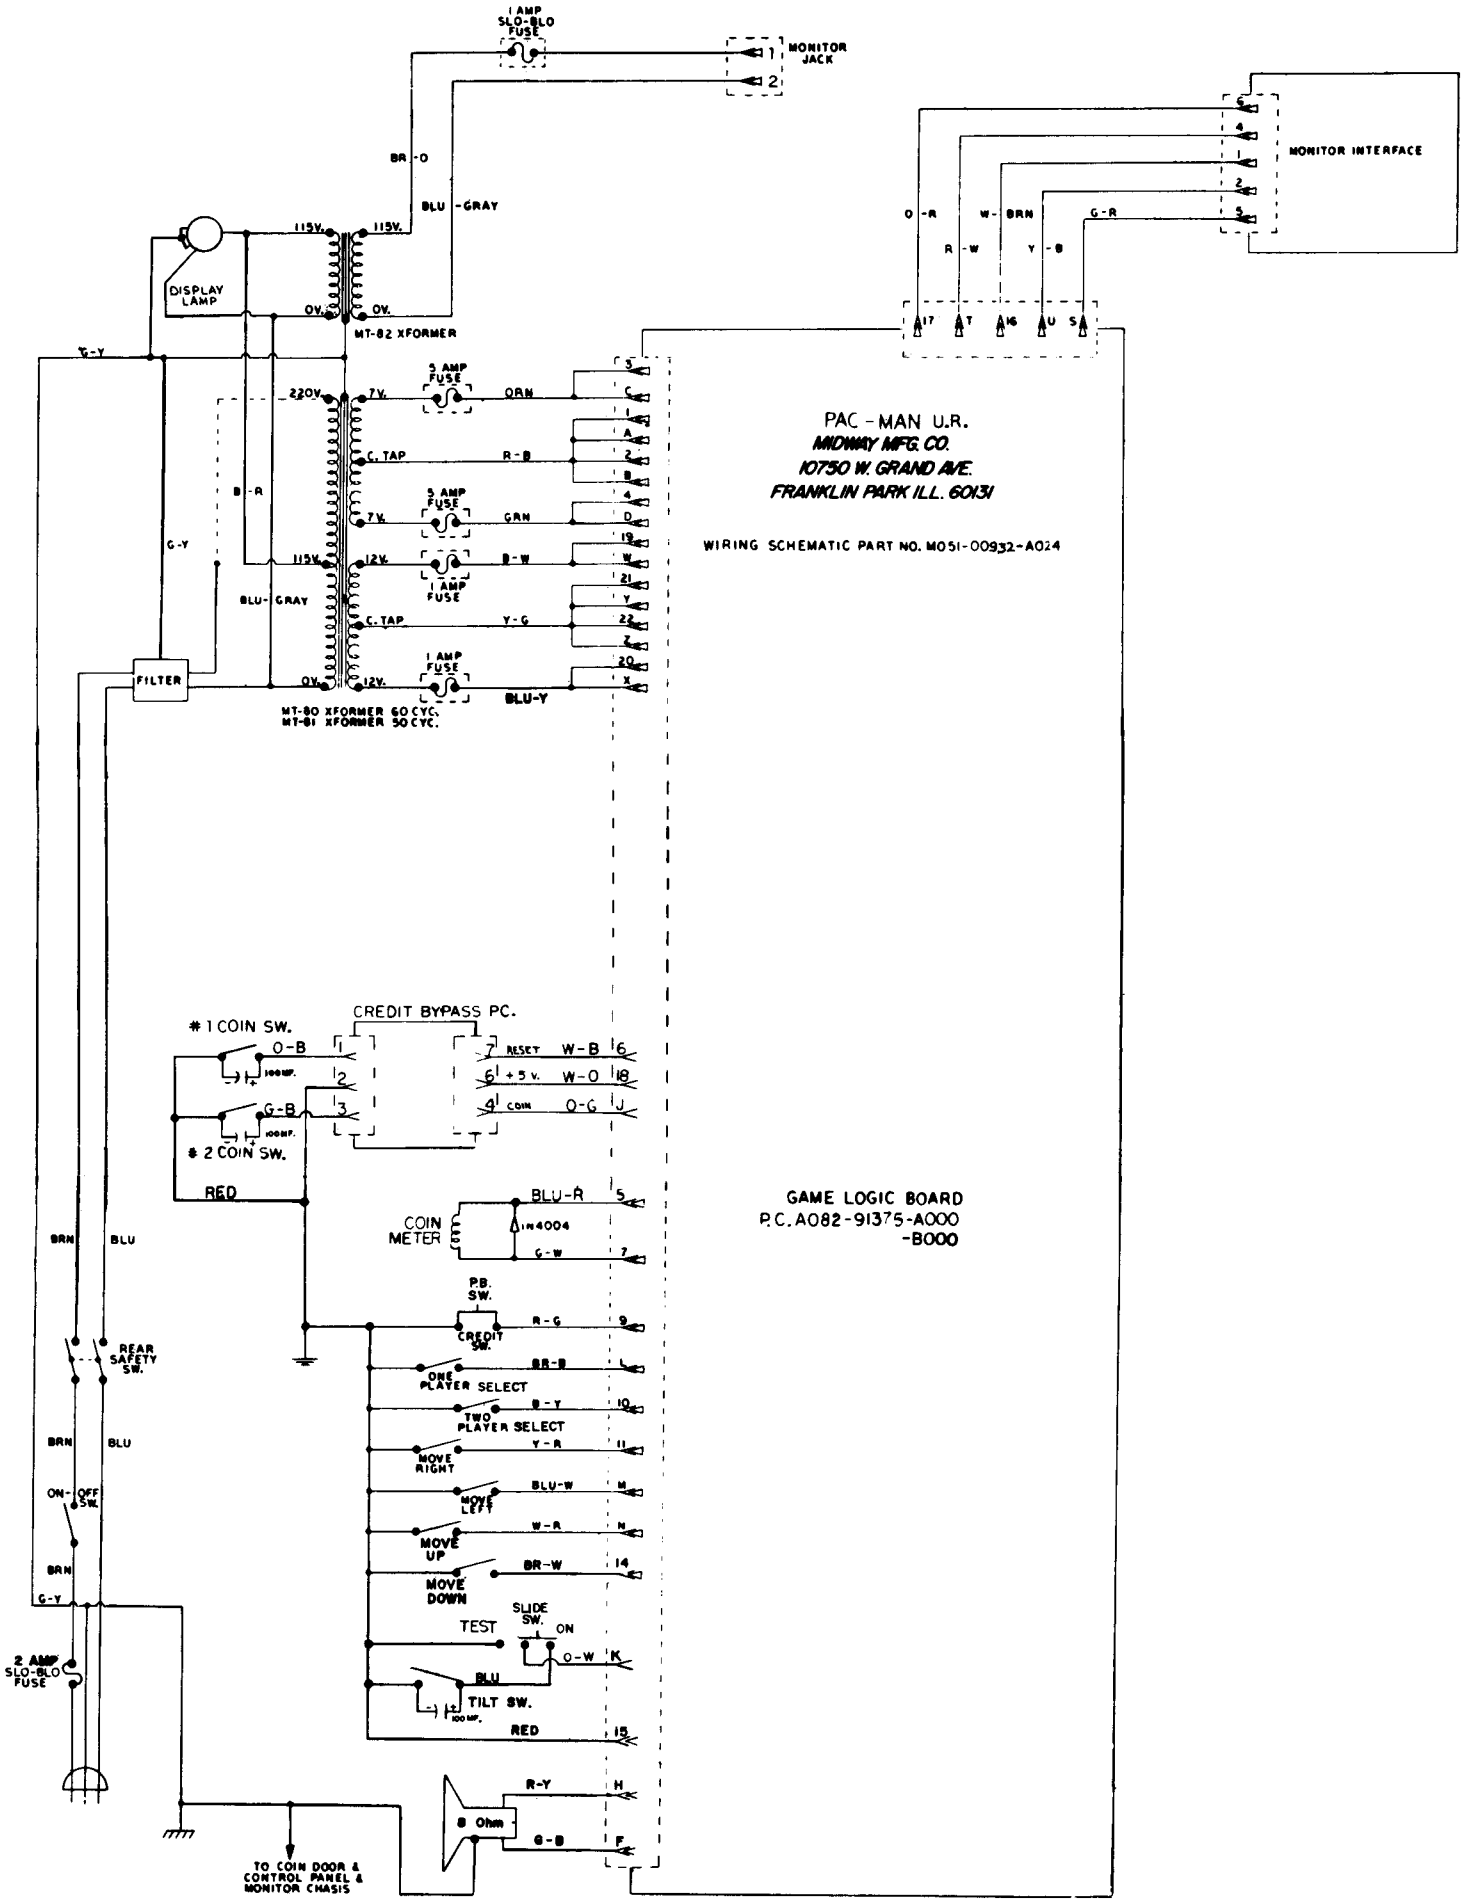 1 AMP
SLO-BLO
FUSE
1
MONITOR
JACK
2
6
4
1
MONITOR INTERFACE
2
5
BR-O
BLU-GRAY
O-R
W-BRN
G-R
R-W
Y-B
115V.
115V.
DISPLAY
LAMP
0V.
0V.
MT-82 XFORMER
17
T
16
U
S
G-Y
5 AMP
FUSE
3
220V.
7V.
ORN
C
1
A
C. TAP
R-B
2
B
B-R
5 AMP
FUSE
4
7V.
GRN
D
G-Y
19
115V.
12V.
B-W
W
1 AMP
FUSE
21
BLU-GRAY
Y
C. TAP
Y-G
22
Z
1 AMP
FUSE
20
FILTER
0V.
12V.
X
BLU-Y
MT-80 XFORMER 60 CYC.
MT-81 XFORMER 50 CYC.
PAC-MAN U.R.
MIDWAY MFG. CO.
10750 W. GRAND AVE.
FRANKLIN PARK ILL. 60131
WIRING SCHEMATIC PART NO. M051-00932-A024
CREDIT BYPASS PC.
# 1 COIN SW.
O-B
1
7
RESET
W-B
6
- +
100MF.
2
6
+5 V.
W-O
18
G-B
3
4
COIN
O-G
J
- +
100MF.
# 2 COIN SW.
RED
BLU-R
5
COIN
METER
1N4004
G-W
7
GAME LOGIC BOARD
P.C. A082-91375-A000
-B000
BRN
BLU
P.B.
SW.
R-G
9
CREDIT
SW.
REAR
SAFETY
SW.
BR-B
L
ONE
PLAYER SELECT
B-Y
10
TWO
PLAYER SELECT
BRN
BLU
Y-R
11
MOVE
RIGHT
BLU-W
M
ON-OFF
SW.
MOVE
LEFT
W-R
N
MOVE
UP
BRN
BR-W
14
MOVE
DOWN
G-Y
SLIDE
SW.
TEST
ON
O-W
K
2 AMP
SLO-BLO
FUSE
BLU
TILT SW.
- +
100MF.
RED
15
R-Y
H
8 Ohm
G-B
F
TO COIN DOOR &
CONTROL PANEL &
MONITOR CHASIS